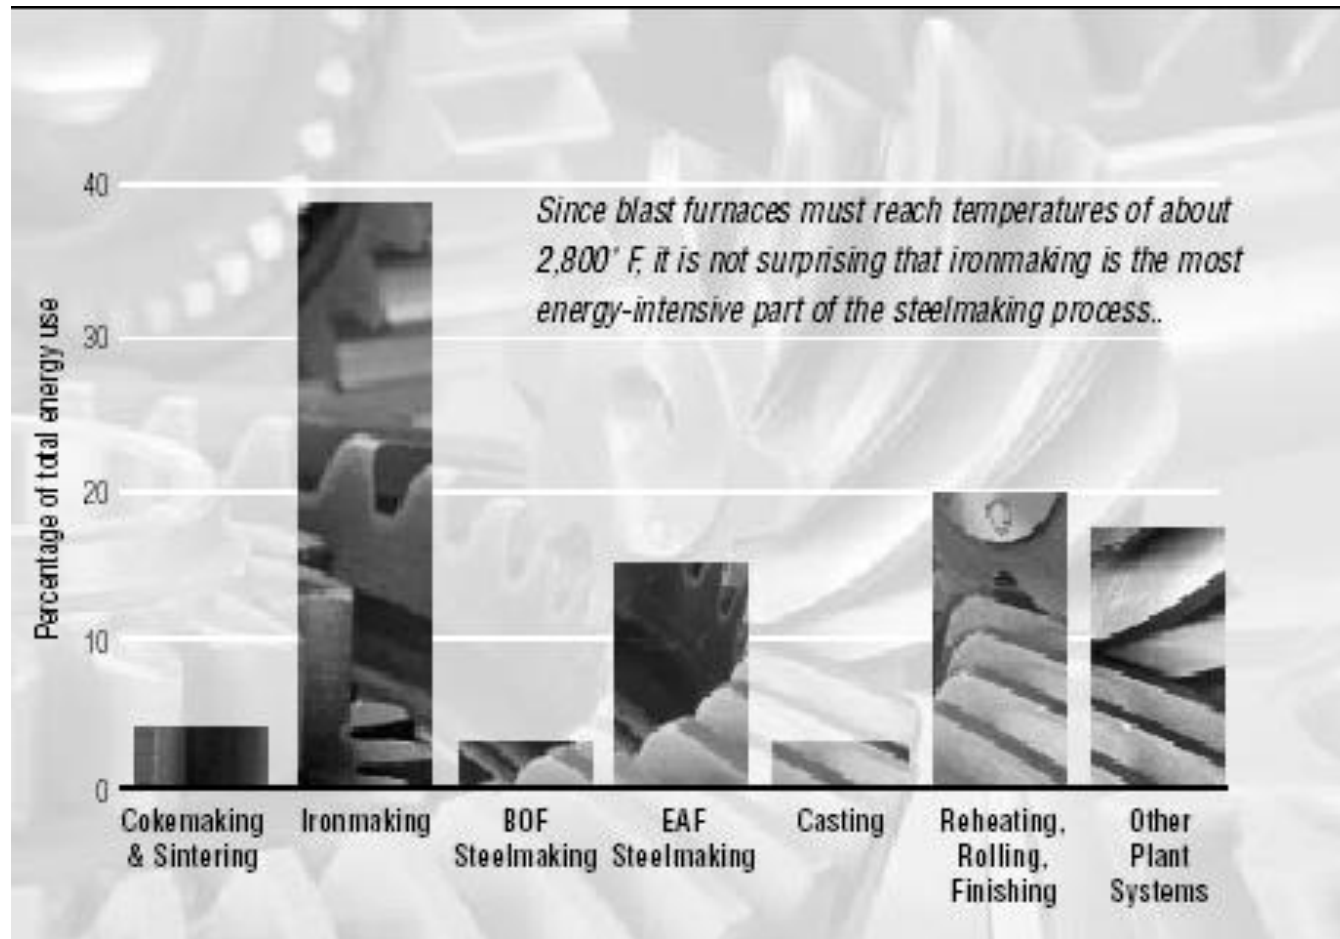 40
Since blast furnaces must reach temperatures of about
2,800° F, it is not surprising that ironmaking is the most
energy-intensive part of the steelmaking process..
30
Percentage of total energy use
20
10
0
Cokemaking
& Sintering
Ironmaking
BOF
Steelmaking
EAF
Steelmaking
Casting
Reheating,
Rolling,
Finishing
Other
Plant
Systems